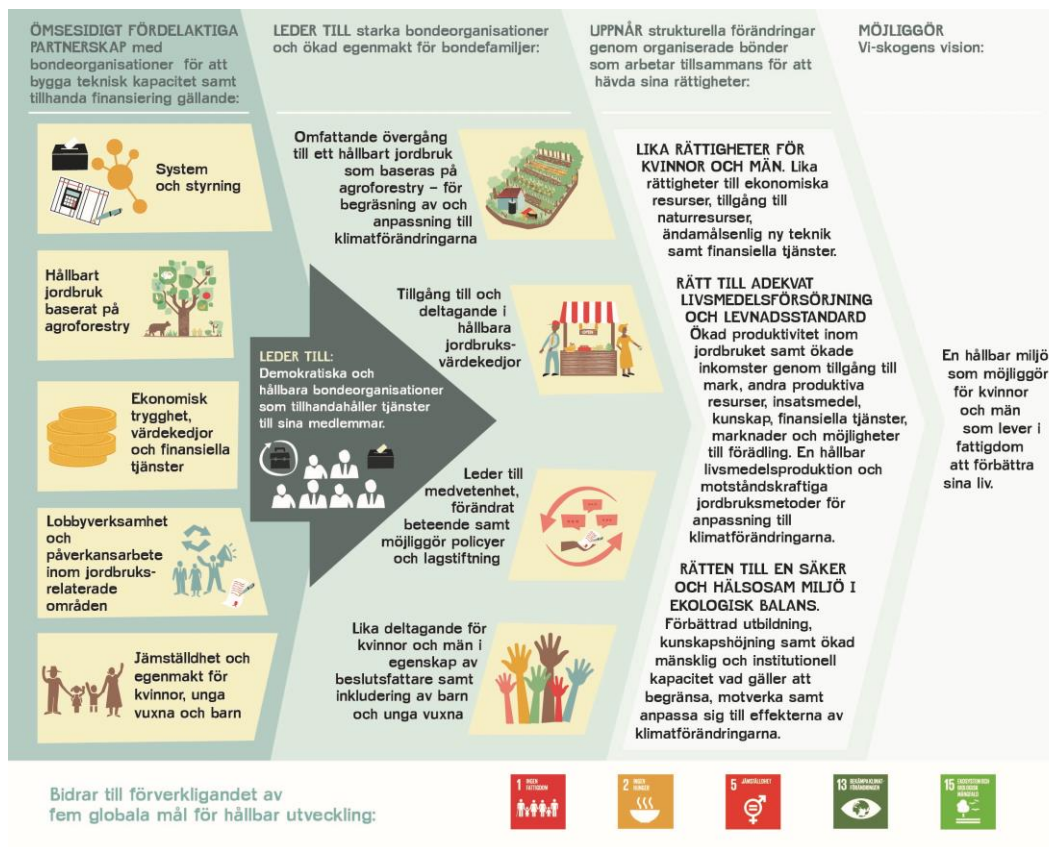 ÖMSESIDIGT FÖRDELAKTIGA
PARTNERSKAP med
bondeorganisationer för att
bygga teknisk kapacitet samt
tillhanda finansiering gällande:
System
och styrning
Hållbart
jordbruk
baserat på
agroforestry
Ekonomisk
trygghet,
värdekedjor
och finansiella
tjänster
Lobbyverksamhet
och
påverkansarbete
inom jordbruks-
relaterade
områden
Jämställdhet och
egenmakt för
kvinnor, unga
vuxna och barn
LEDER TILL starka bondeorganisationer
och ökad egenmakt för bondefamiljer:
LEDER TILL:
Demokratiska och
hållbara bondeorganisationer
som tillhandahåller tjänster
till sina medlemmar.
Omfattande övergång
till ett hållbart jordbruk
som baseras på
agroforestry – för
begräsning av och
anpassning till
klimatförändringarna
Tillgång till och
deltagande i
hållbara
jordbruks-
värdekedjor
OPEN
Leder till
medvetenhet,
förändrat
beteende samt
möjliggör policyer
och lagstiftning
Lika deltagande för
kvinnor och män i
egenskap av
beslutsfattare samt
inkludering av barn
och unga vuxna
UPPNÅR strukturella förändringar
genom organiserade bönder
som arbetar tillsammans för att
hävda sina rättigheter:
LIKA RÄTTIGHETER FÖR
KVINNOR OCH MÄN. Lika
rättigheter till ekonomiska
resurser, tillgång till
naturresurser,
ändamålsenlig ny teknik
samt finansiella tjänster.
RÄTT TILL ADEKVAT
LIVSMEDELSFÖRSÖRJNING
OCH LEVNADSSTANDARD
Ökad produktivitet inom
jordbruket samt ökade
inkomster genom tillgång till
mark, andra produktiva
resurser, insatsmedel,
kunskap, finansiella tjänster,
marknader och möjligheter
till förädling. En hållbar
livsmedelsproduktion och
motståndskraftiga
jordbruksmetoder för
anpassning till
klimatförändringarna.
RÄTTEN TILL EN SÄKER
OCH HÄLSOSAM MILJÖ I
EKOLOGISK BALANS.
Förbättrad utbildning,
kunskapshöjning samt ökad
mänsklig och institutionell
kapacitet vad gäller att
begränsa, motverka samt
anpassa sig till effekterna av
klimatförändringarna.
MÖJLIGGÖR
Vi-skogens vision:
En hållbar miljö
som möjliggör
för kvinnor
och män
som lever i
fattigdom
att förbättra
sina liv.
Bidrar till förverkligandet av
fem globala mål för hållbar utveckling:
1 INGEN
FATTIGDOM
2 INGEN
HUNGER
5 JÄMSTÄLLDHET
13 BEKÄMPA KLIMAT-
FÖRÄNDRINGEN
15 EKOSYSTEM OCH
BIOLOGISK
MÅNGFALD